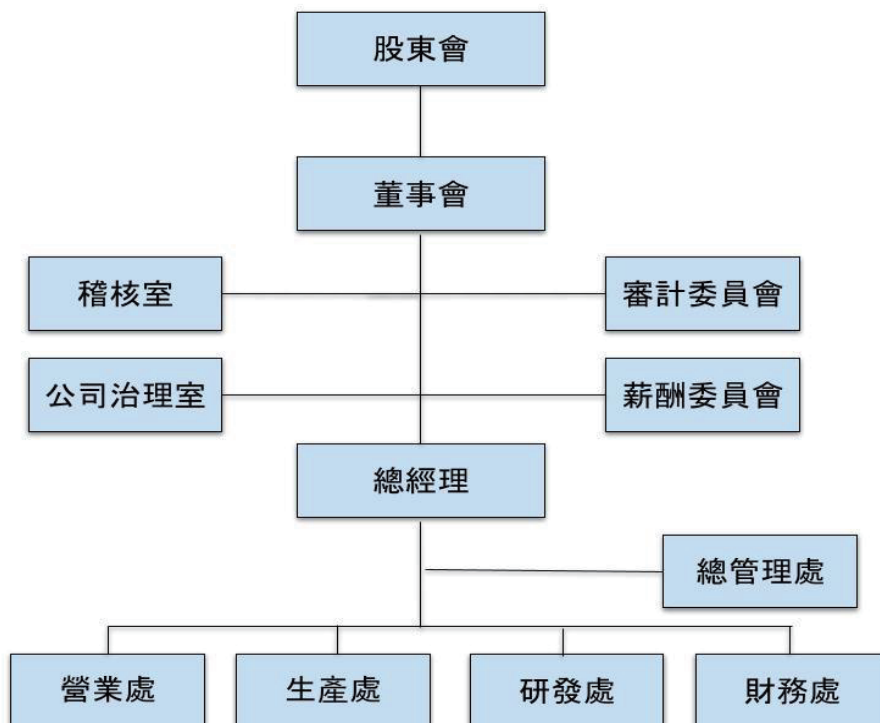 股東會
董事會
稽核室
審計委員會
公司治理室
薪酬委員會
總經理
總管理處
營業處
生產處
研發處
財務處